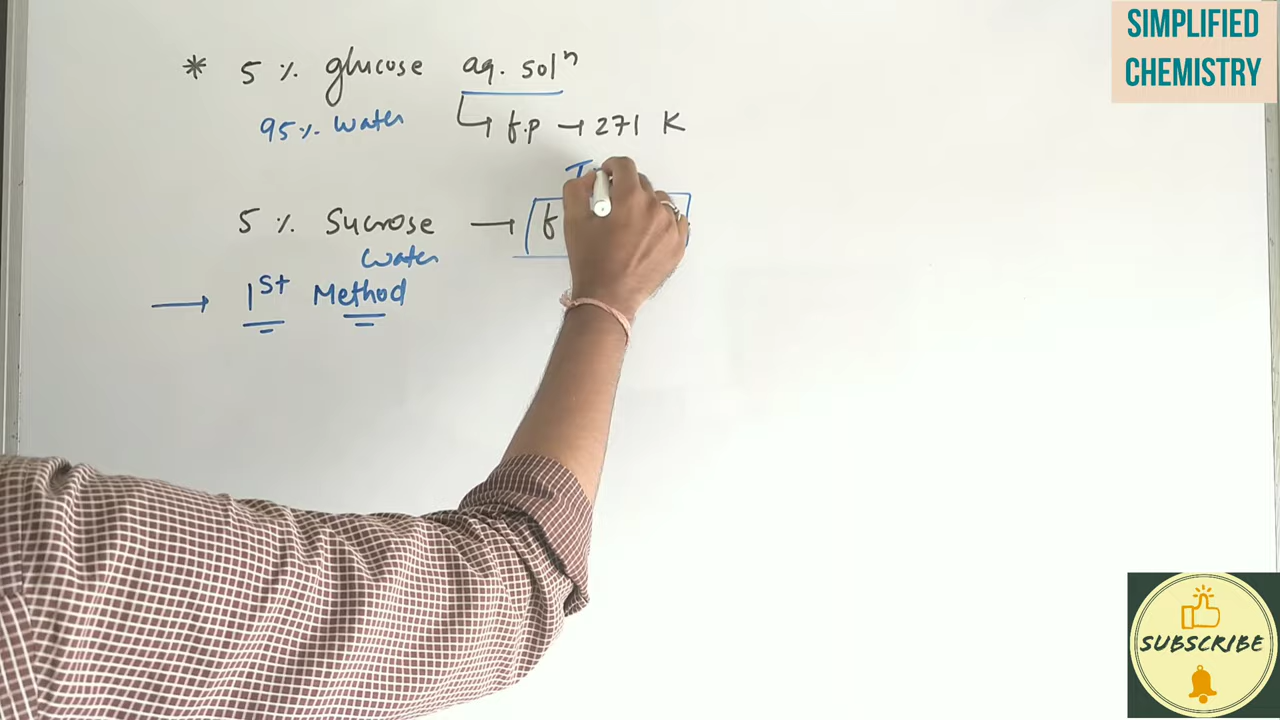 SIMPLIFIED
CHEMISTRY
* 5 % glucose aq. solⁿ
95% water f.p → 271 K
5 % Sucrose → f
water
→ 1st Method
SUBSCRIBE